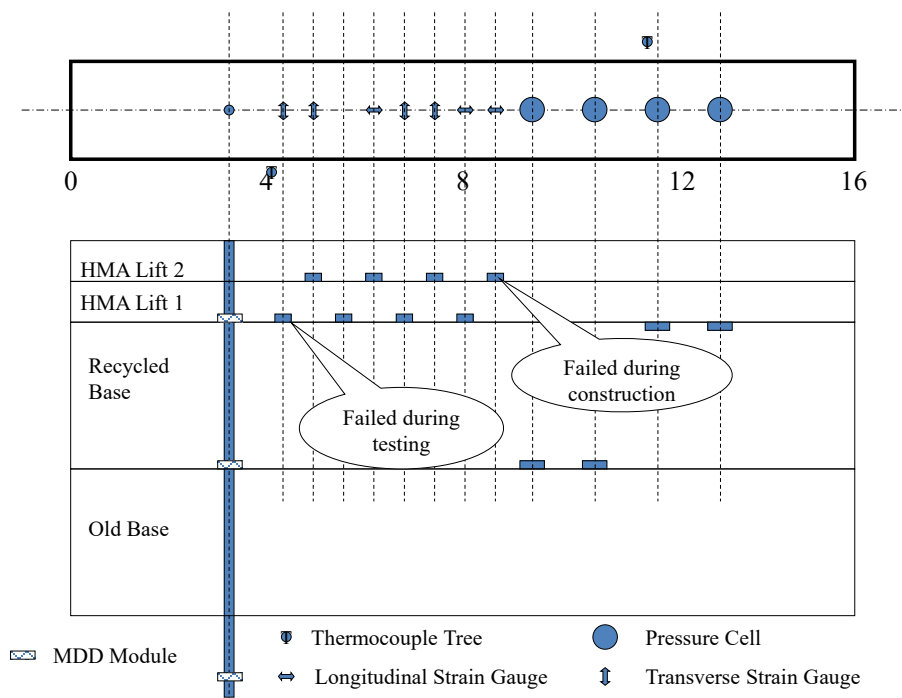 0 4 8 12 16
HMA Lift 2
HMA Lift 1
Recycled
Base
Failed during
construction
Failed during
testing
Old Base
Thermocouple Tree
Pressure Cell
MDD Module
Longitudinal Strain Gauge
Transverse Strain Gauge